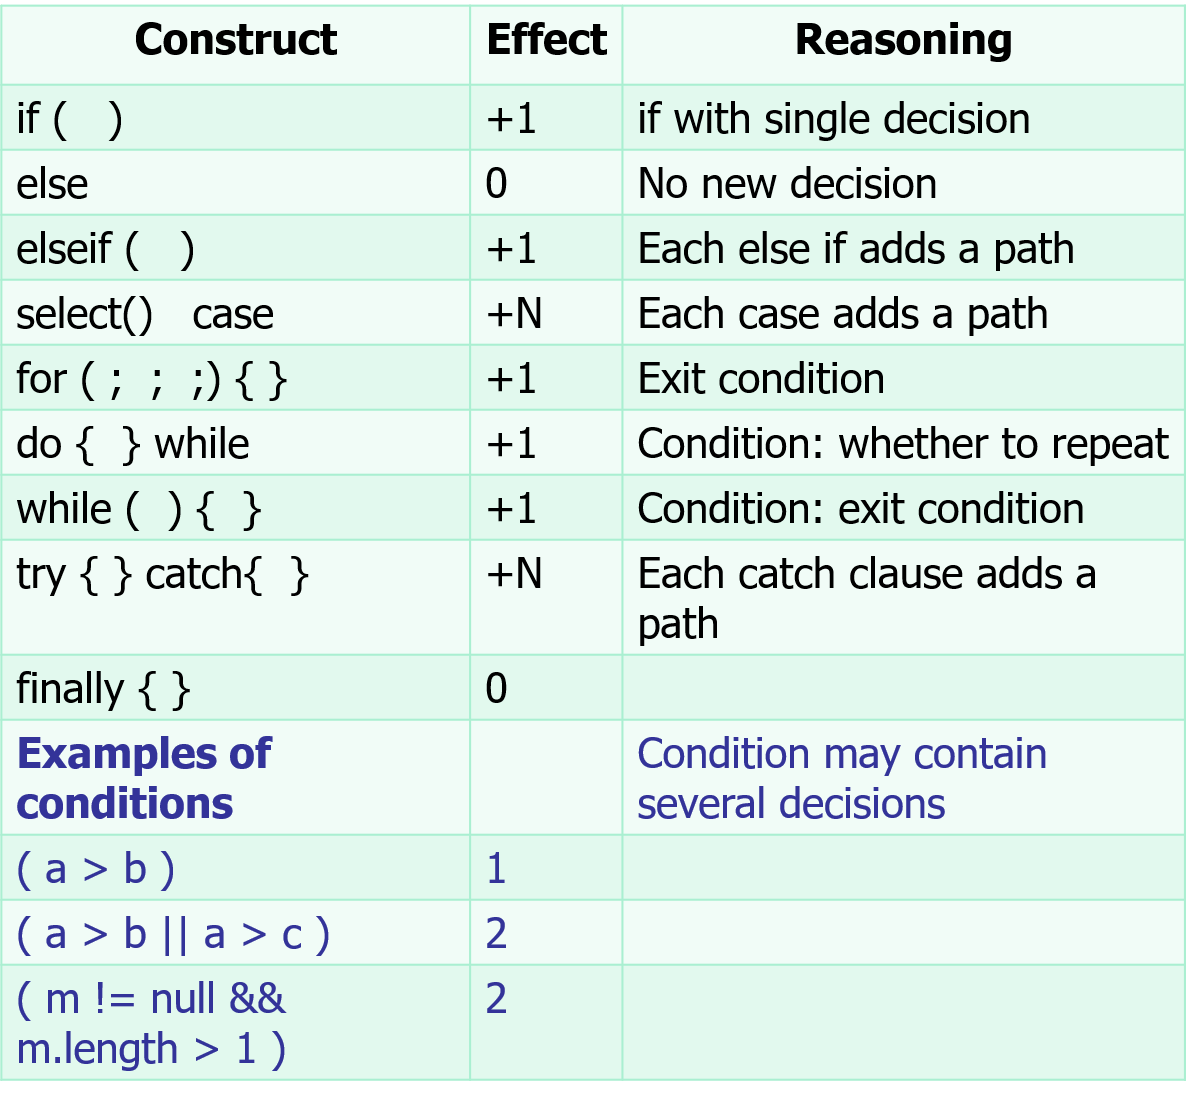 Construct Effect Reasoning
if (   ) +1 if with single decision
else 0 No new decision
elseif (   ) +1 Each else if adds a path
select()   case +N Each case adds a path
for ( ;  ;  ;) { } +1 Exit condition
do {  } while +1 Condition: whether to repeat
while (  ) {  } +1 Condition: exit condition
try { } catch{  } +N Each catch clause adds a
path
finally { } 0
Examples of
conditions
Condition may contain
several decisions
( a > b ) 1
( a > b || a > c ) 2
( m != null && 2
m.length > 1 )